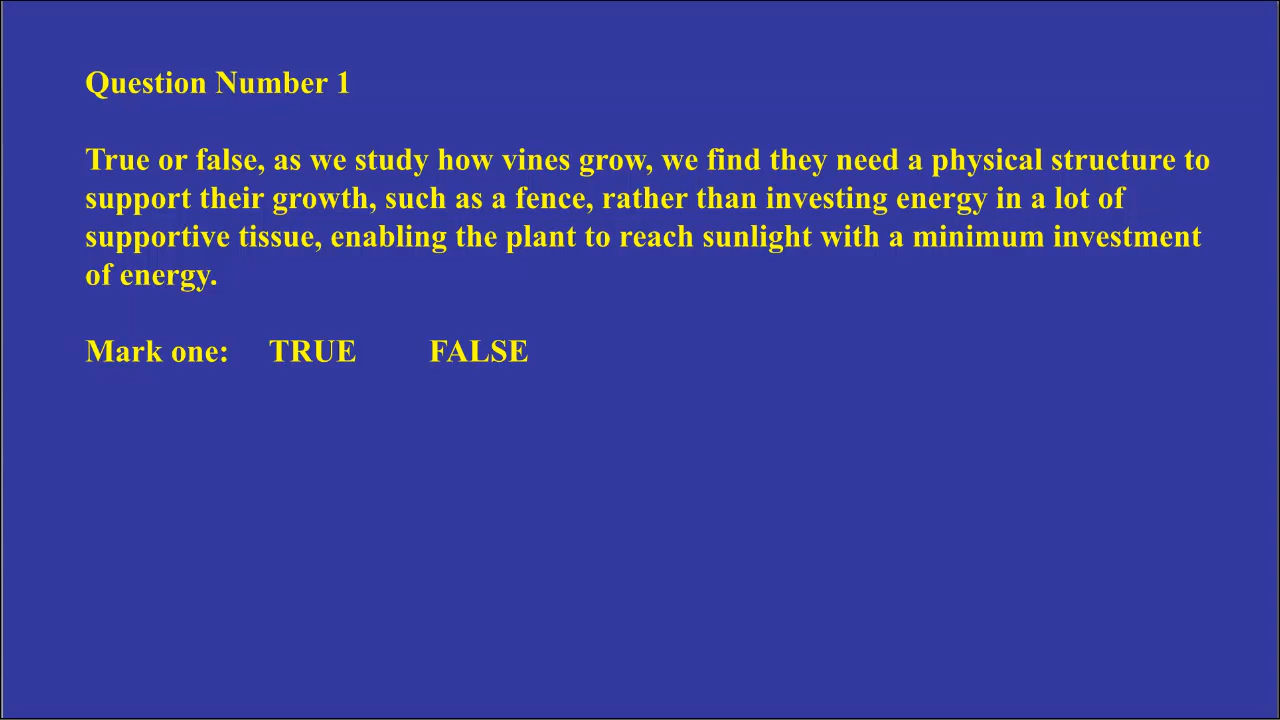 Question Number 1
True or false, as we study how vines grow, we find they need a physical structure to
support their growth, such as a fence, rather than investing energy in a lot of
supportive tissue, enabling the plant to reach sunlight with a minimum investment
of energy.
Mark one: TRUE FALSE